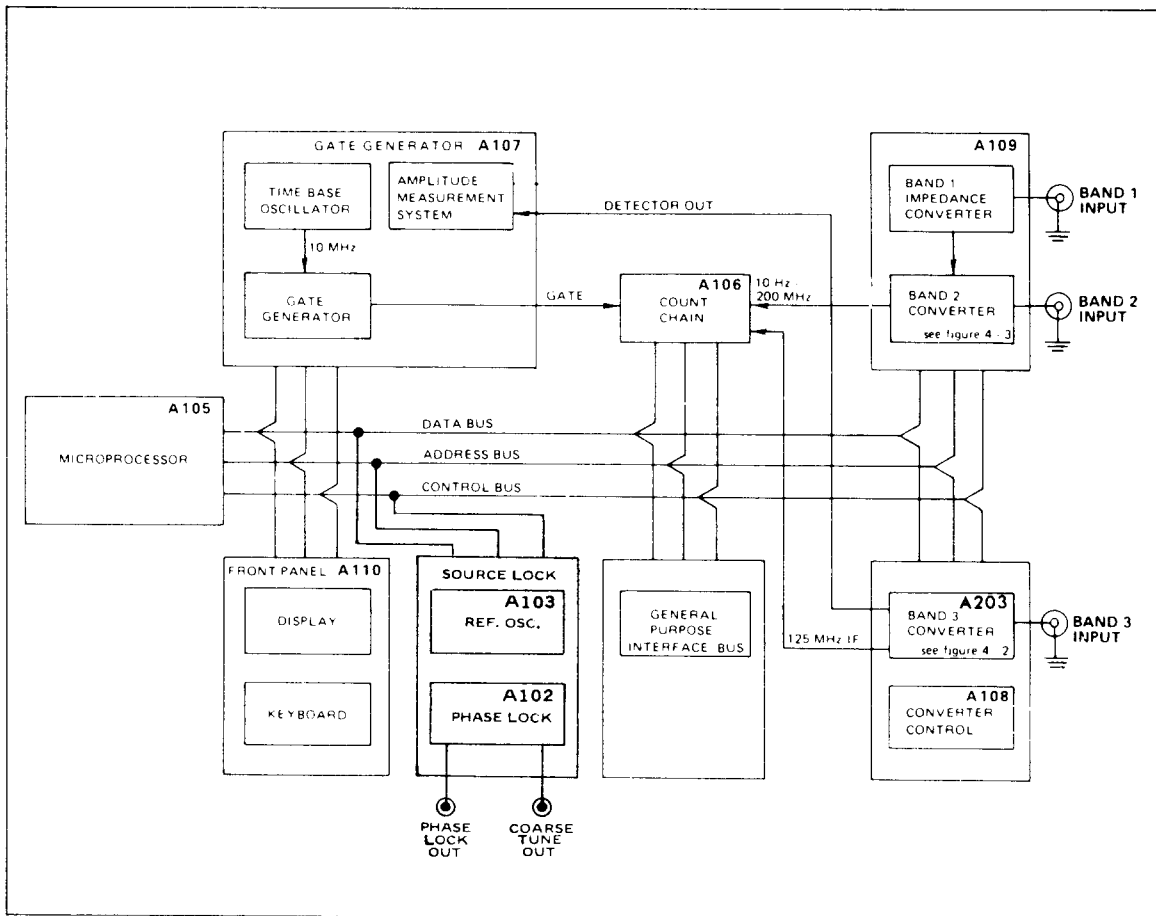 GATE GENERATOR A107
TIME BASE
OSCILLATOR
AMPLITUDE
MEASUREMENT
SYSTEM
10 MHz
GATE
GENERATOR
DETECTOR OUT
GATE
A106
COUNT
CHAIN
10 Hz
200 MHz
A109
BAND 1
IMPEDANCE
CONVERTER
BAND 1
INPUT
BAND 2
CONVERTER
see figure 4 - 3
BAND 2
INPUT
A105
MICROPROCESSOR
DATA BUS
ADDRESS BUS
CONTROL BUS
FRONT PANEL A110
DISPLAY
KEYBOARD
SOURCE LOCK
A103
REF. OSC.
A102
PHASE LOCK
PHASE
LOCK
OUT
COARSE
TUNE
OUT
GENERAL
PURPOSE
INTERFACE BUS
125 MHz IF
A203
BAND 3
CONVERTER
see figure 4 2
BAND 3
INPUT
A108
CONVERTER
CONTROL